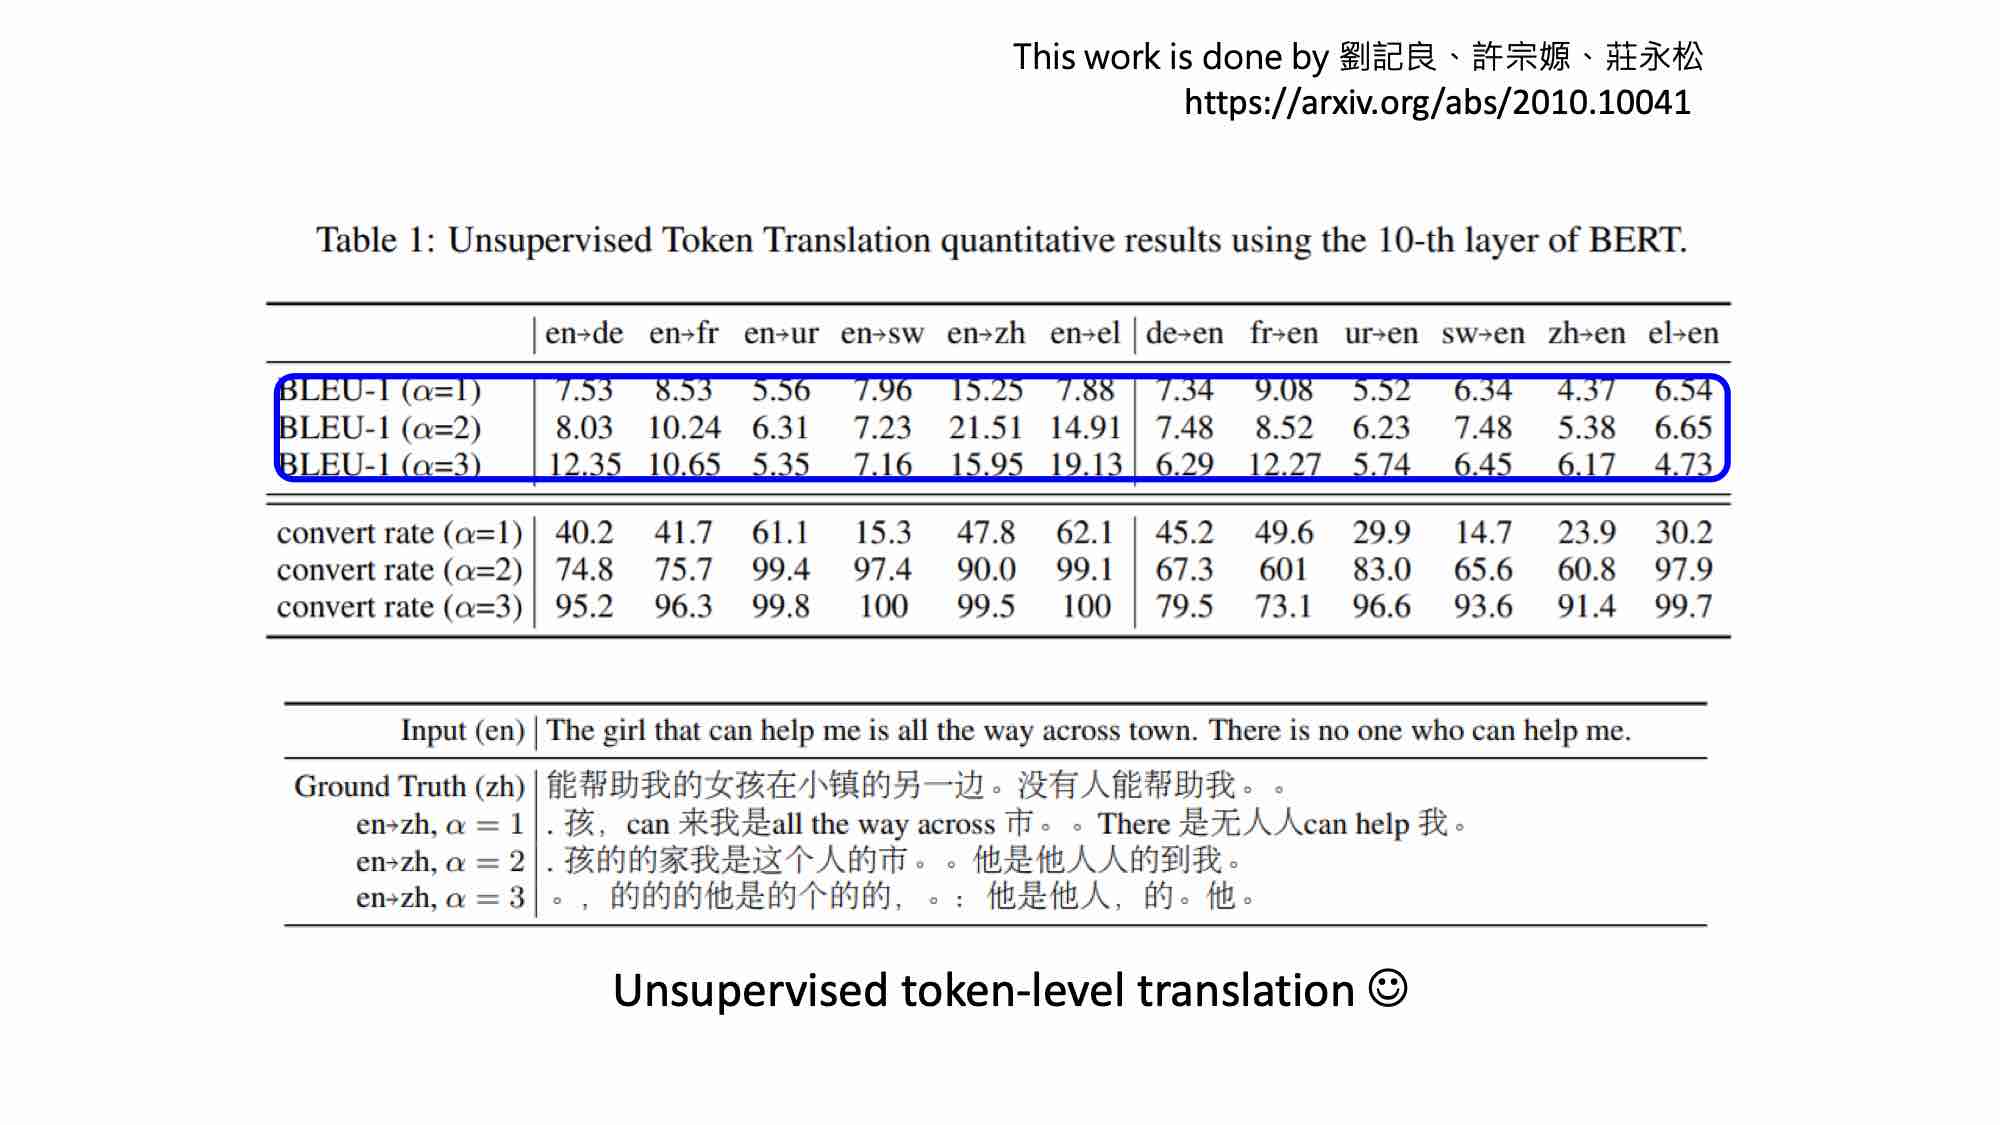 This work is done by 劉記良、許宗嫄、莊永松
https://arxiv.org/abs/2010.10041
Table 1: Unsupervised Token Translation quantitative results using the 10-th layer of BERT.
en→de en→fr en→ur en→sw en→zh en→el de→en fr→en ur→en sw→en zh→en el→en
BLEU-1 (α=1) 7.53 8.53 5.56 7.96 15.25 7.88 7.34 9.08 5.52 6.34 4.37 6.54
BLEU-1 (α=2) 8.03 10.24 6.31 7.23 21.51 14.91 7.48 8.52 6.23 7.48 5.38 6.65
BLEU-1 (α=3) 12.35 10.65 5.35 7.16 15.95 19.13 6.29 12.27 5.74 6.45 6.17 4.73
convert rate (α=1) 40.2 41.7 61.1 15.3 47.8 62.1 45.2 49.6 29.9 14.7 23.9 30.2
convert rate (α=2) 74.8 75.7 99.4 97.4 90.0 99.1 67.3 601 83.0 65.6 60.8 97.9
convert rate (α=3) 95.2 96.3 99.8 100 99.5 100 79.5 73.1 96.6 93.6 91.4 99.7
Input (en) The girl that can help me is all the way across town. There is no one who can help me.
Ground Truth (zh) 能帮助我的女孩在小镇的另一边。没有人能帮助我。。
en→zh, α = 1 . 孩，can 来我是all the way across 市。。There 是无人人can help 我。
en→zh, α = 2 . 孩的的家我是这个人的市。。他是他人人的到我。
en→zh, α = 3 。，的的的他是的个的的，。：他是他人，的。他。
Unsupervised token-level translation ☺